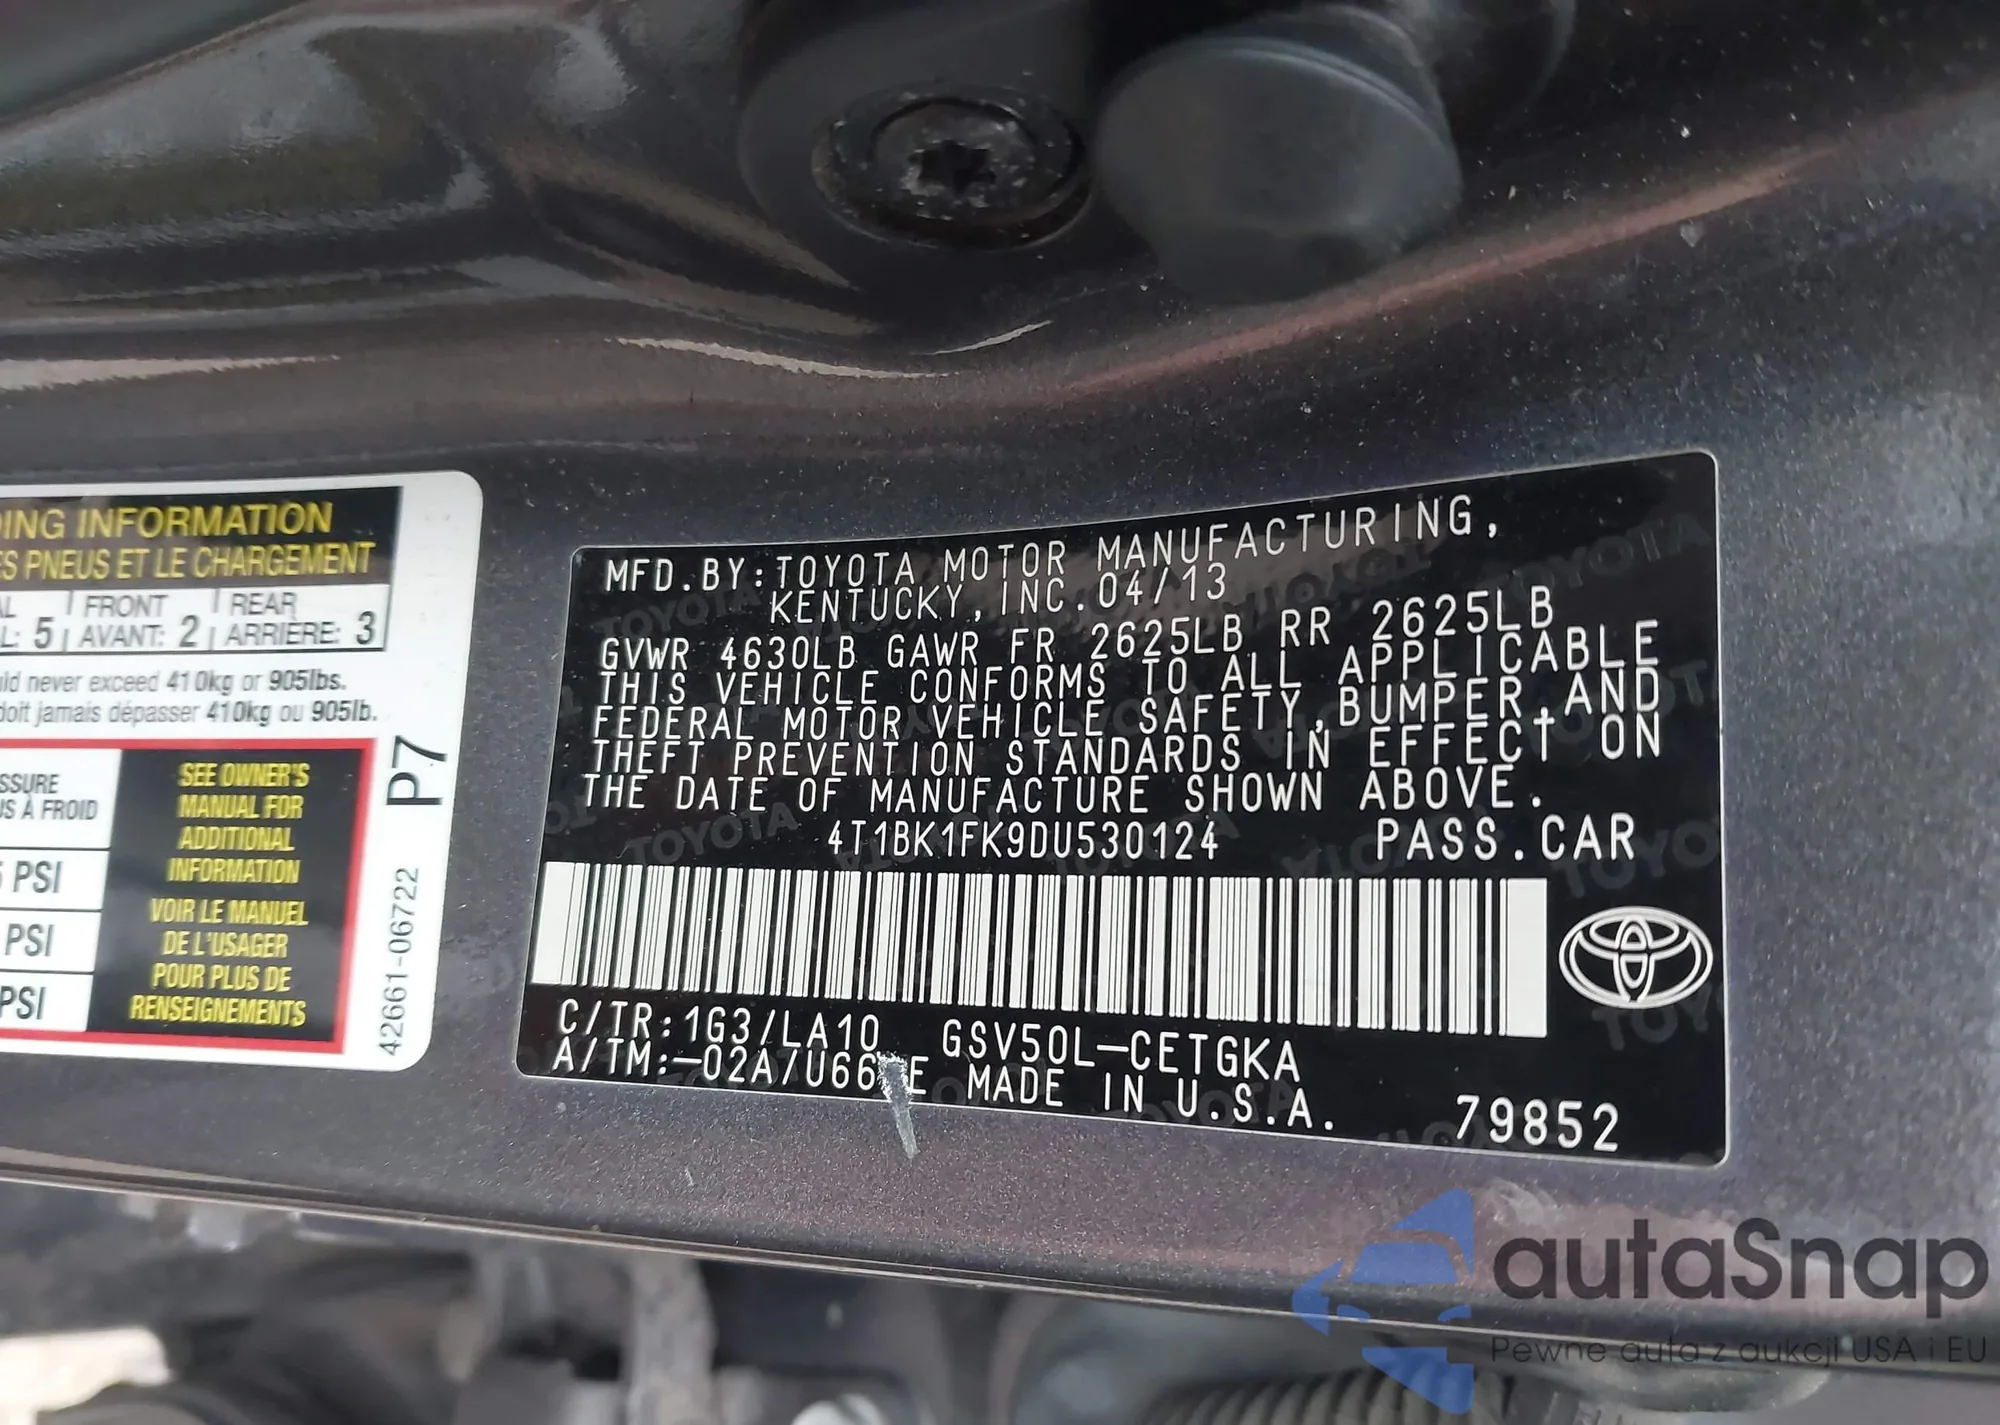 ING INFORMATION
ES PNEUS ET LE CHARGEMENT
FRONT REAR
5 AVANT: 2 ARRIÈRE: 3
never exceed 410kg or 905lbs.
doit jamais dépasser 410kg ou 905lb.
À FROID
PSI
PSI
PSI
SEE OWNER'S
MANUAL FOR
ADDITIONAL
INFORMATION
VOIR LE MANUEL
DE L'USAGER
POUR PLUS DE
RENSEIGNEMENTS
P7
42661-06722
MFD.BY:TOYOTA MOTOR MANUFACTURING,
KENTUCKY,INC.04/13
GVWR 4630LB GAWR FR 2625LB RR 2625LB
THIS VEHICLE CONFORMS TO ALL APPLICABLE
FEDERAL MOTOR VEHICLE SAFETY,BUMPER,AND
THEFT PREVENTION STANDARDS IN EFFECT ON
THE DATE OF MANUFACTURE SHOWN ABOVE.
4T1BK1FK9DU530124 PASS.CAR
C/TR:1G3/LA10 GSV50L-CETGKA
A/TM:-02A/ MADE IN U.S.A.
79852
autaSnap
Pewne auta z aukcji USA i EU